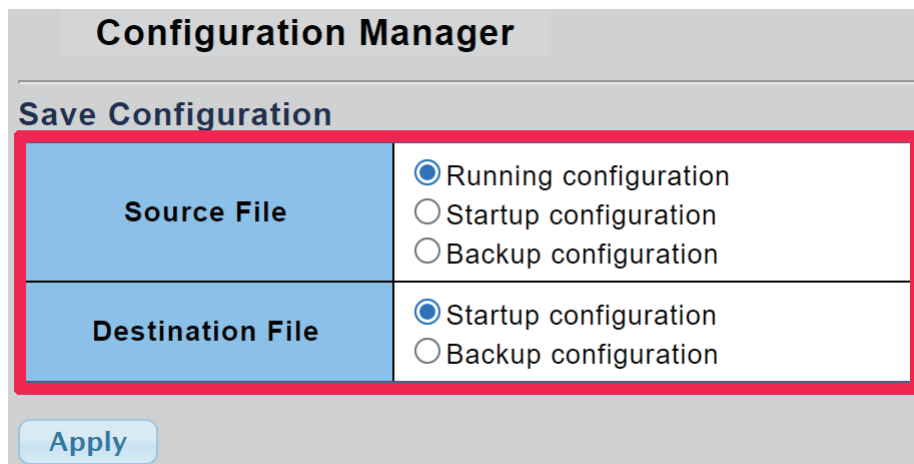 Configuration Manager
Save Configuration
Source File
Running configuration
Startup configuration
Backup configuration
Destination File
Startup configuration
Backup configuration
Apply